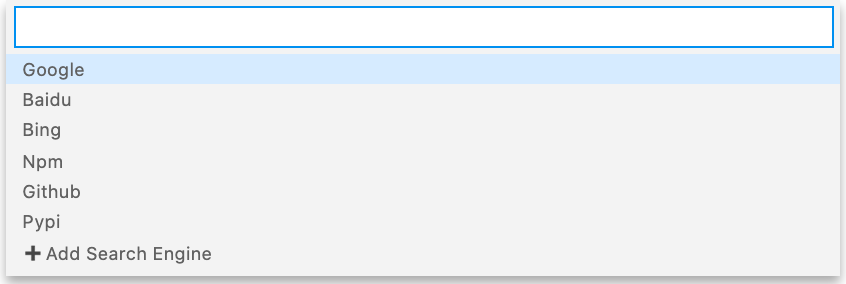 Google
Baidu
Bing
Npm
Github
Pypi
+ Add Search Engine